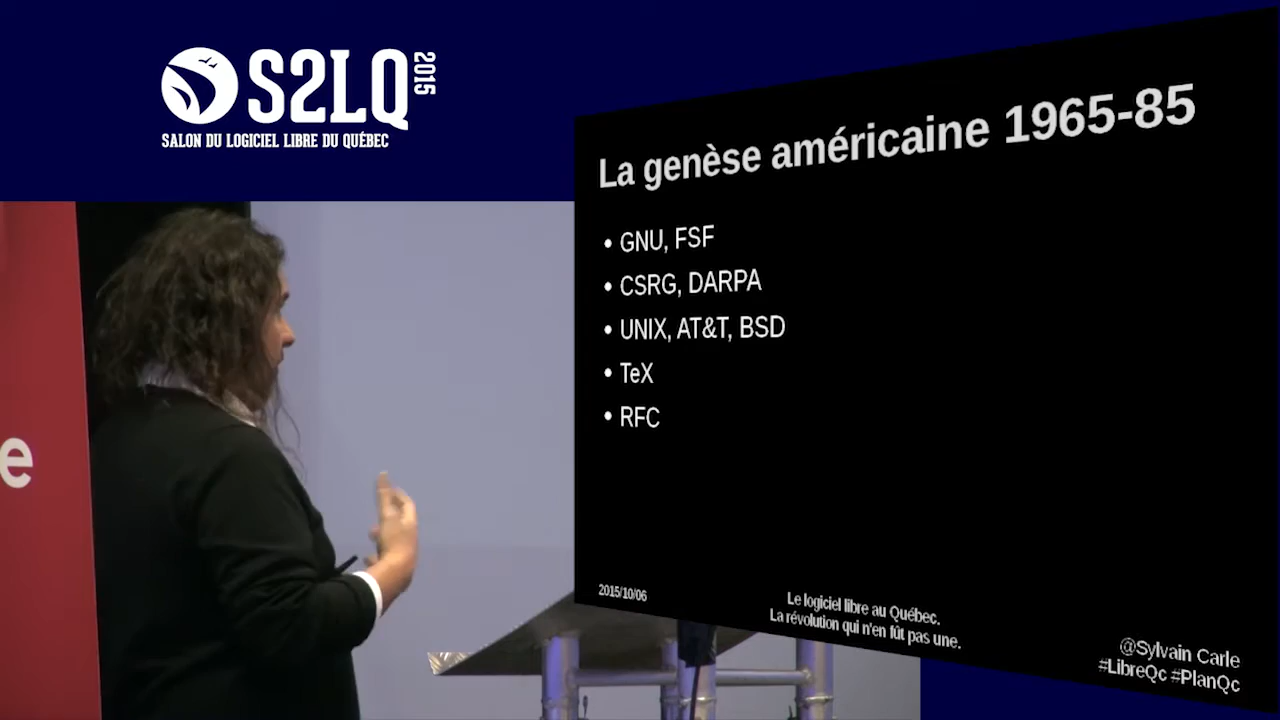 S2LQ 2015
SALON DU LOGICIEL LIBRE DU QUÉBEC
La genèse américaine 1965-85
• GNU, FSF
• CSRG, DARPA
• UNIX, AT&T, BSD
• TeX
• RFC
e
2015/10/06
Le logiciel libre au Québec.
La révolution qui n'en fût pas une.
@Sylvain Carle
#LibreQc #PlanQc